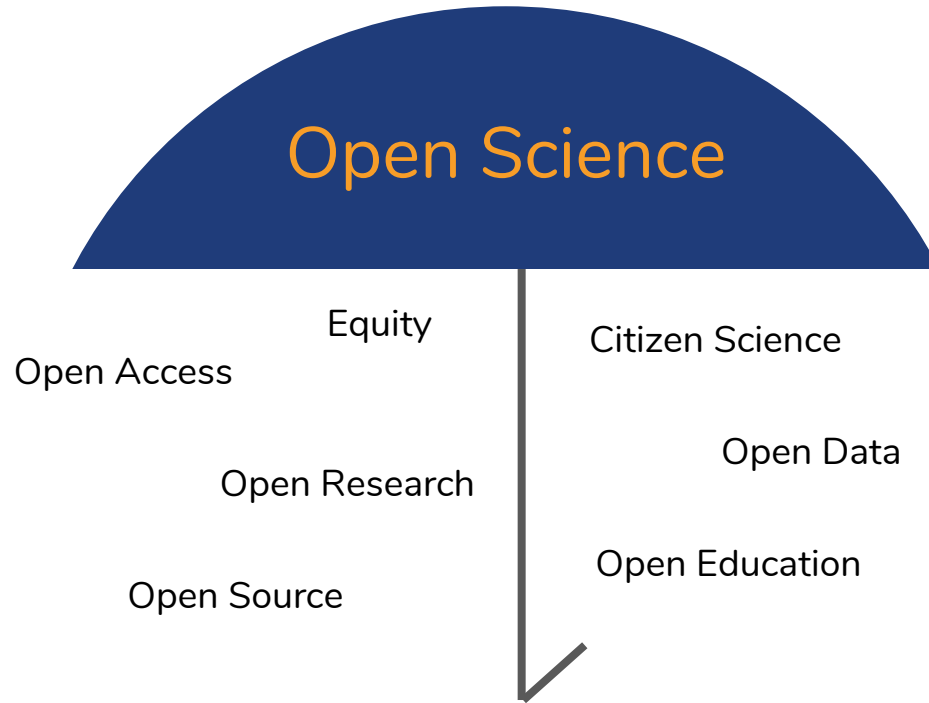 Open Science
Equity
Citizen Science
Open Access
Open Data
Open Research
Open Education
Open Source